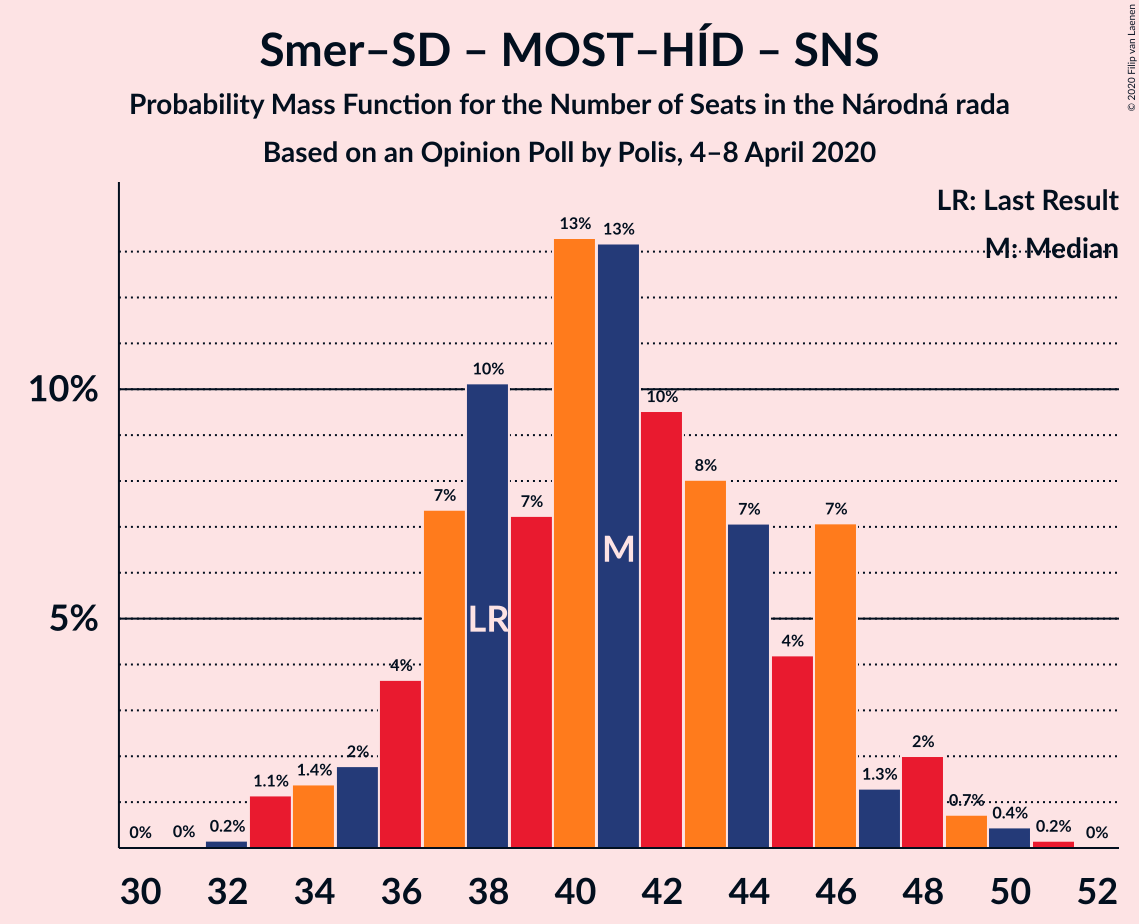 Smer–SD – MOST–HÍD – SNS
Probability Mass Function for the Number of Seats in the Národná rada
Based on an Opinion Poll by Polis, 4–8 April 2020
© 2020 Filip van Laenen
LR: Last Result
M: Median
10%
5%
0% 0% 0.2% 1.1% 1.4% 2% 4% 7% 10% 7% 13% 13% 10% 8% 7% 4% 7% 1.3% 2% 0.7% 0.4% 0.2% 0%
LR
M
30 32 34 36 38 40 42 44 46 48 50 52